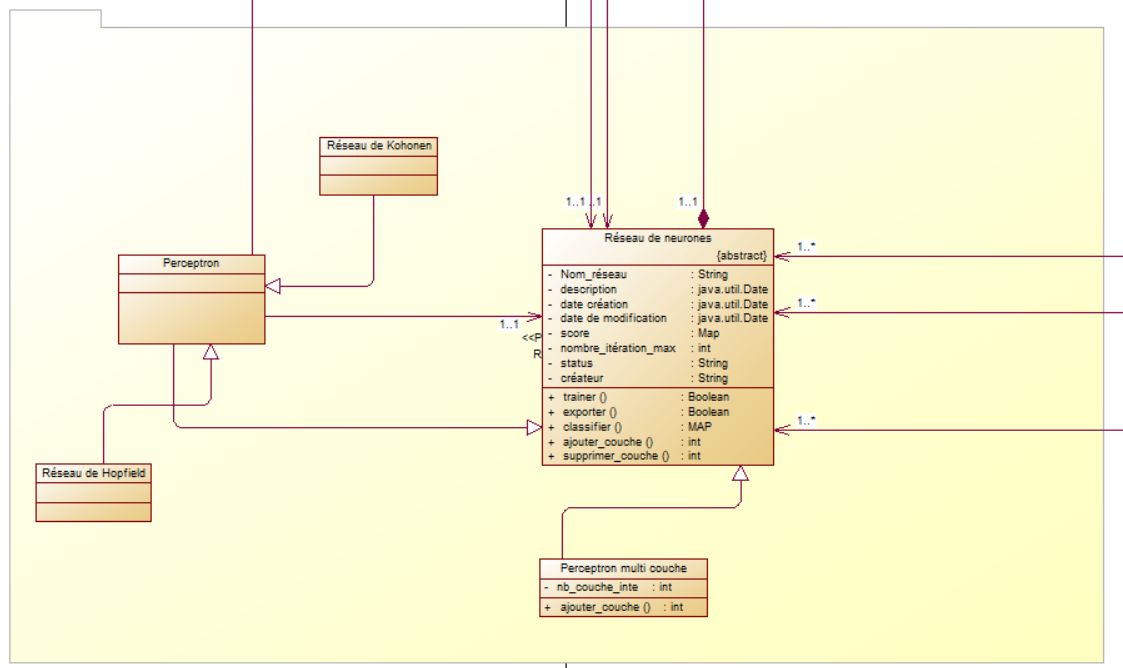 Réseau de Kohonen
1..1
..1
1..1
Réseau de neurones
{abstract}
1..*
- Nom_réseau : String
- description : java.util.Date
- date création : java.util.Date
- date de modification : java.util.Date
- score : Map
- nombre_itération_max : int
- status : String
- créateur : String
+ trainer () : Boolean
+ exporter () : Boolean
+ classifier () : MAP
+ ajouter_couche () : int
+ supprimer_couche () : int
1..*
1..*
Perceptron
1..1
<<P
R
Réseau de Hopfield
Perceptron multi couche
- nb_couche_inte : int
+ ajouter_couche () : int